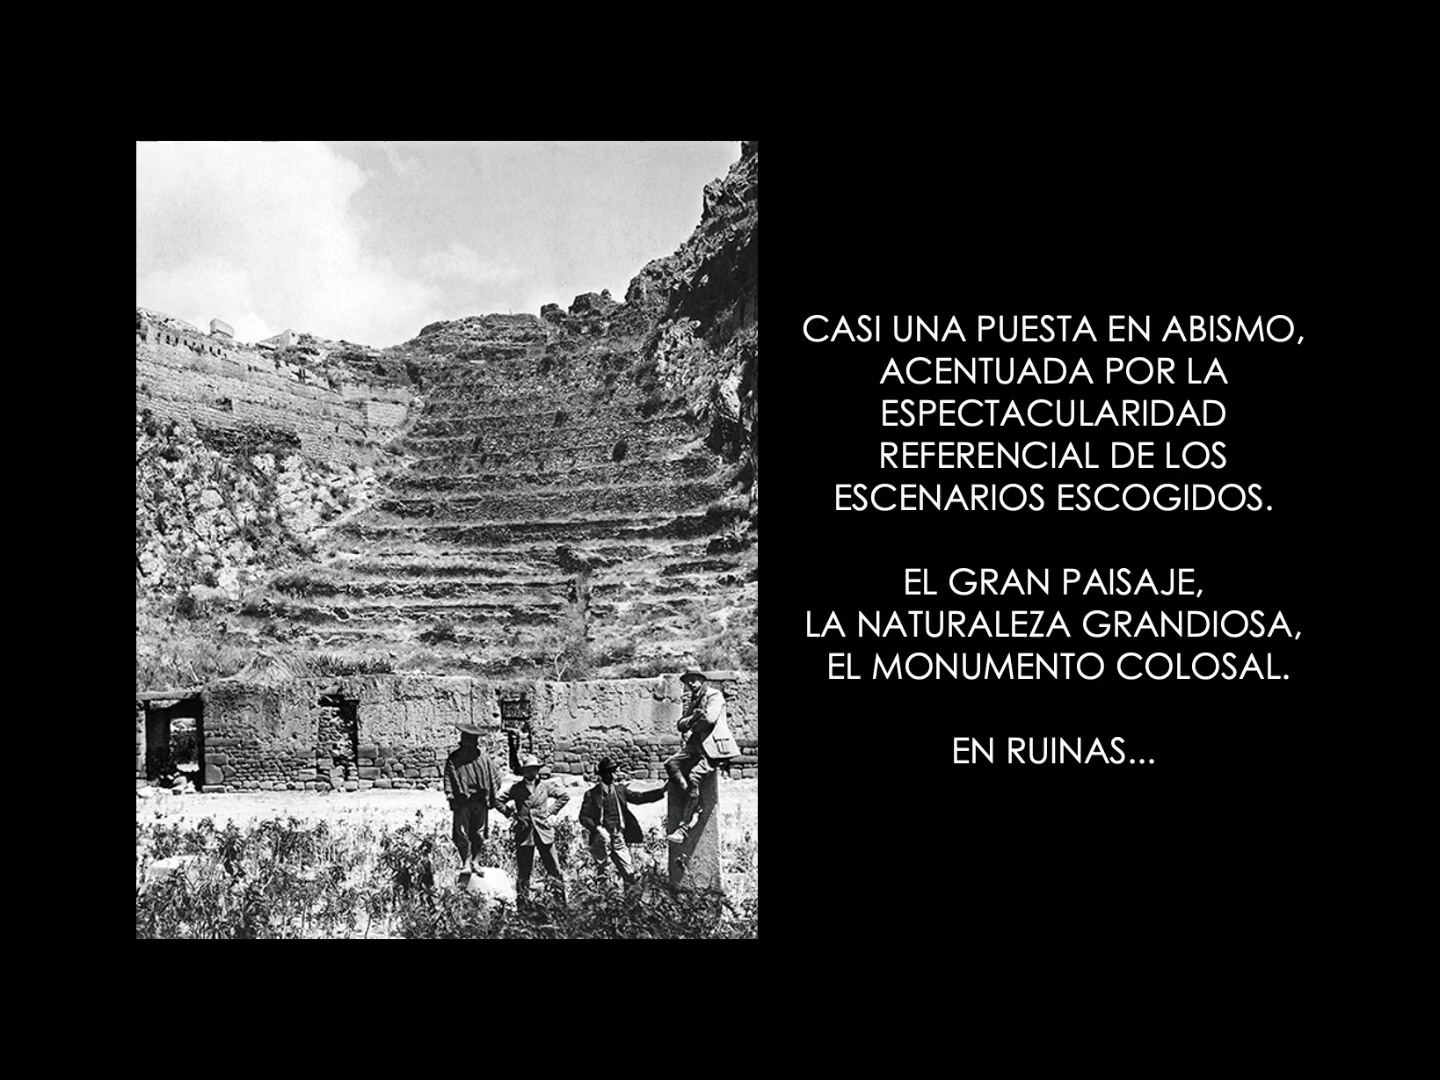 CASI UNA PUESTA EN ABISMO,
ACENTUADA POR LA
ESPECTACULARIDAD
REFERENCIAL DE LOS
ESCENARIOS ESCOGIDOS.
EL GRAN PAISAJE,
LA NATURALEZA GRANDIOSA,
EL MONUMENTO COLOSAL.
EN RUINAS...